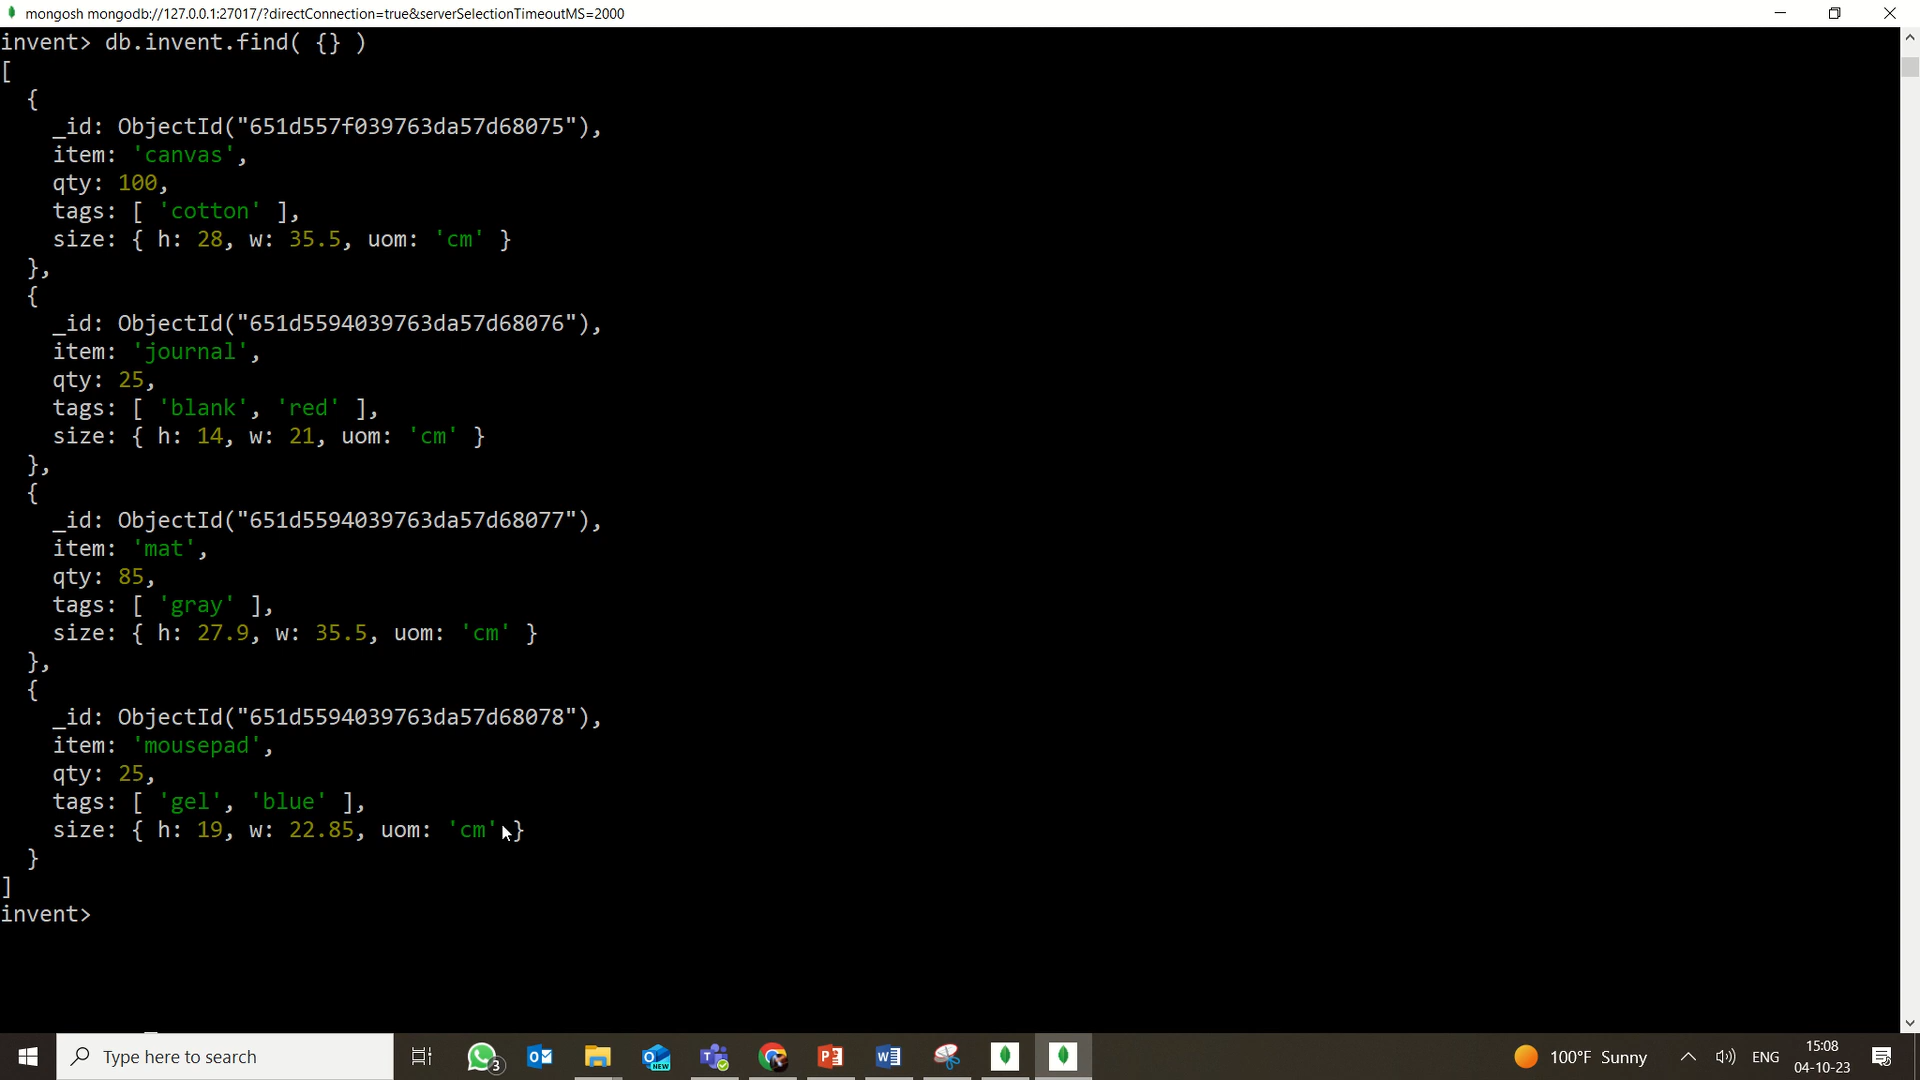 mongosh mongodb://127.0.0.1:27017/?directConnection=true&serverSelectionTimeoutMS=2000
invent> db.invent.find( {} )
[
  {
    _id: ObjectId("651d557f039763da57d68075"),
    item: 'canvas',
    qty: 100,
    tags: [ 'cotton' ],
    size: { h: 28, w: 35.5, uom: 'cm' }
  },
  {
    _id: ObjectId("651d5594039763da57d68076"),
    item: 'journal',
    qty: 25,
    tags: [ 'blank', 'red' ],
    size: { h: 14, w: 21, uom: 'cm' }
  },
  {
    _id: ObjectId("651d5594039763da57d68077"),
    item: 'mat',
    qty: 85,
    tags: [ 'gray' ],
    size: { h: 27.9, w: 35.5, uom: 'cm' }
  },
  {
    _id: ObjectId("651d5594039763da57d68078"),
    item: 'mousepad',
    qty: 25,
    tags: [ 'gel', 'blue' ],
    size: { h: 19, w: 22.85, uom: 'cm' }
  }
]
invent>
Type here to search
3
NEW
100°F Sunny
ENG
15:08
04-10-23